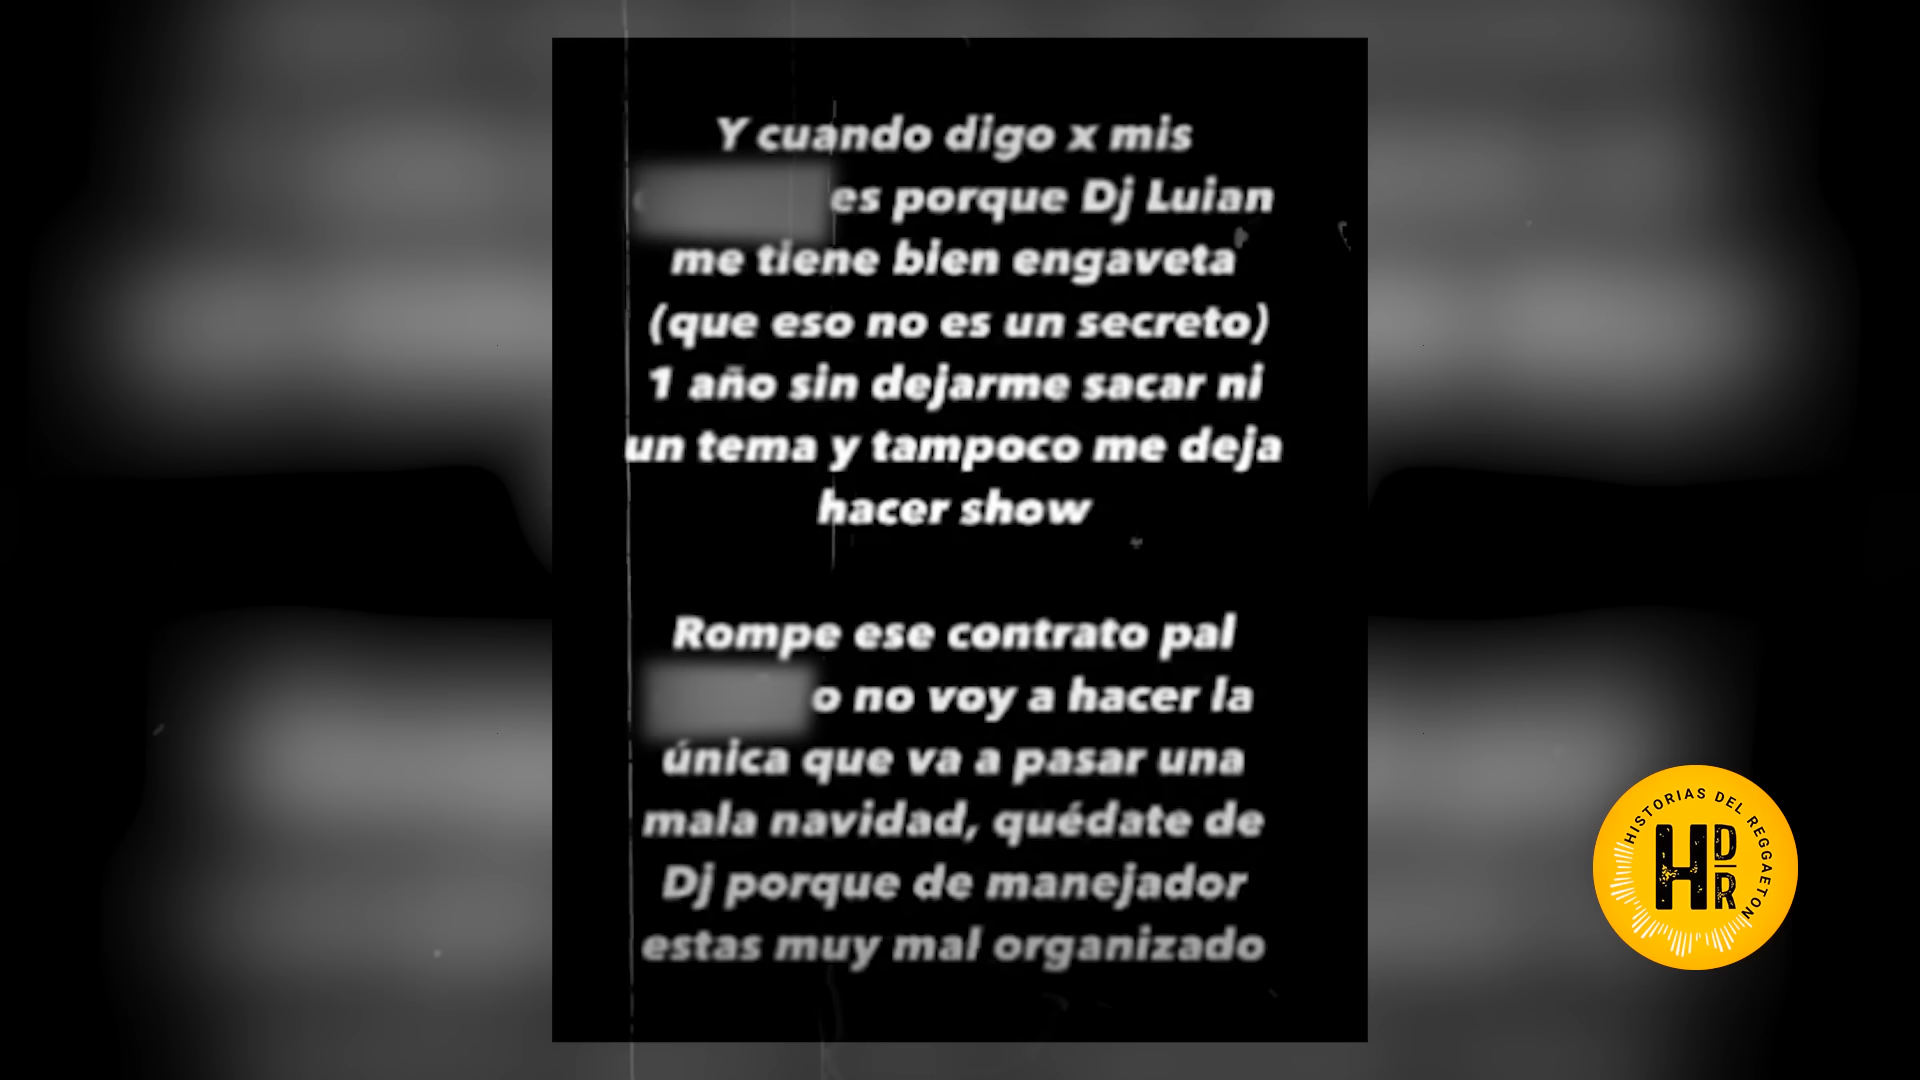 Y cuando digo x mis
es porque Dj Luian
me tiene bien engaveta
(que eso no es un secreto)
1 año sin dejarme sacar ni
un tema y tampoco me deja
hacer show
Rompe ese contrato pal
o no voy a hacer la
única que va a pasar una
mala navidad, quédate de
Dj porque de manejador
estas muy mal organizado
HISTORIAS DEL REGGAETON
HDR